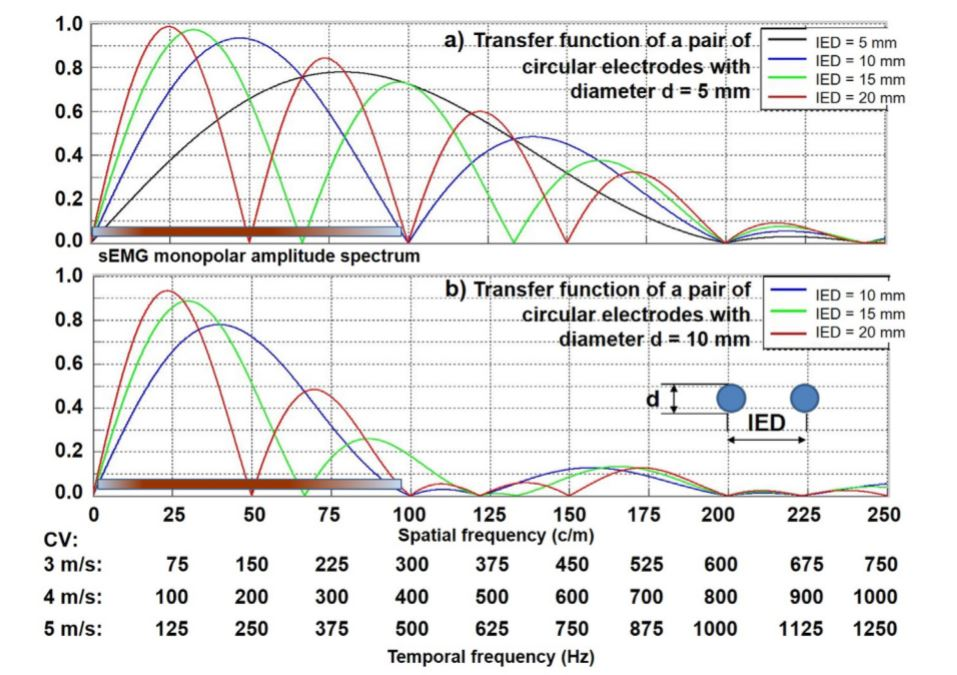 1.0
0.8
0.6
0.4
0.2
0.0
a) Transfer function of a pair of
circular electrodes with
diameter d = 5 mm
IED = 5 mm
IED = 10 mm
IED = 15 mm
IED = 20 mm
sEMG monopolar amplitude spectrum
1.0
0.8
0.6
0.4
0.2
0.0
b) Transfer function of a pair of
circular electrodes with
diameter d = 10 mm
IED = 10 mm
IED = 15 mm
IED = 20 mm
d
IED
0 25 50 75 100 125 150 175 200 225 250
Spatial frequency (c/m)
CV:
3 m/s: 75 150 225 300 375 450 525 600 675 750
4 m/s: 100 200 300 400 500 600 700 800 900 1000
5 m/s: 125 250 375 500 625 750 875 1000 1125 1250
Temporal frequency (Hz)